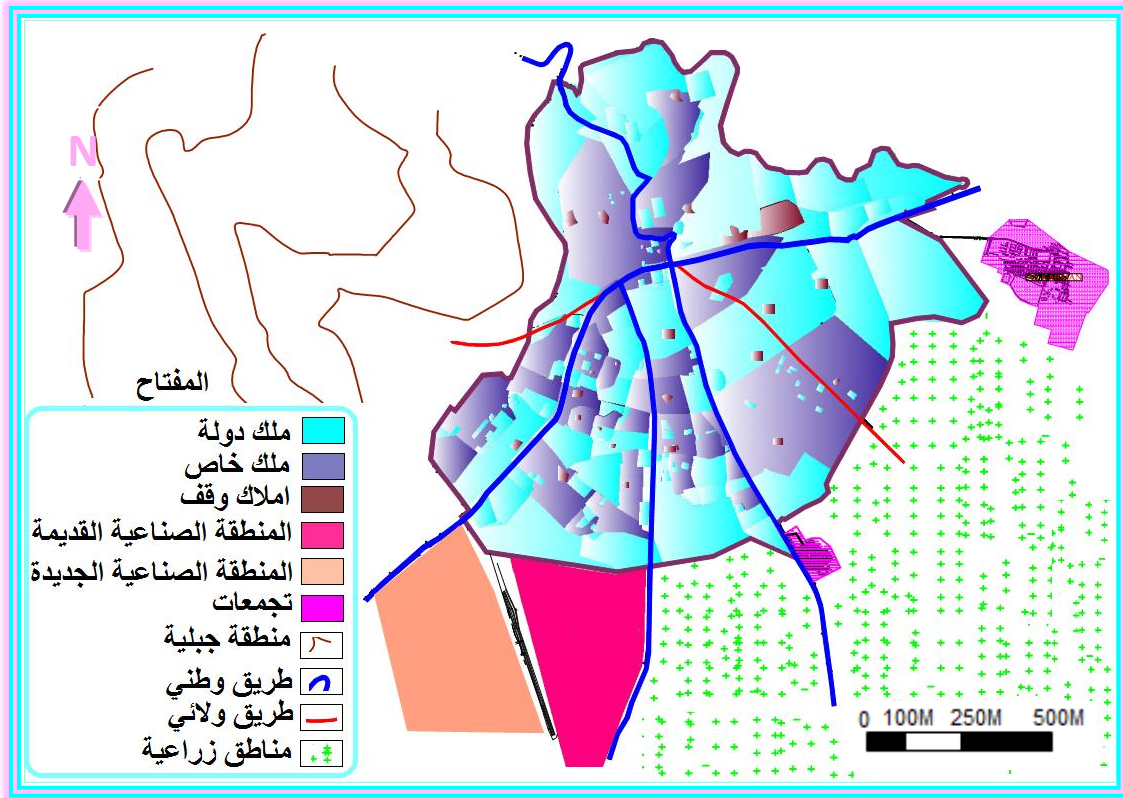 N
المفتاح
ملك دولة
ملك خاص
املاك وقف
المنطقة الصناعية القديمة
المنطقة الصناعية الجديدة
تجمعات
منطقة جبلية
طريق وطني
طريق ولائي
مناطق زراعية
0 100M 250M 500M